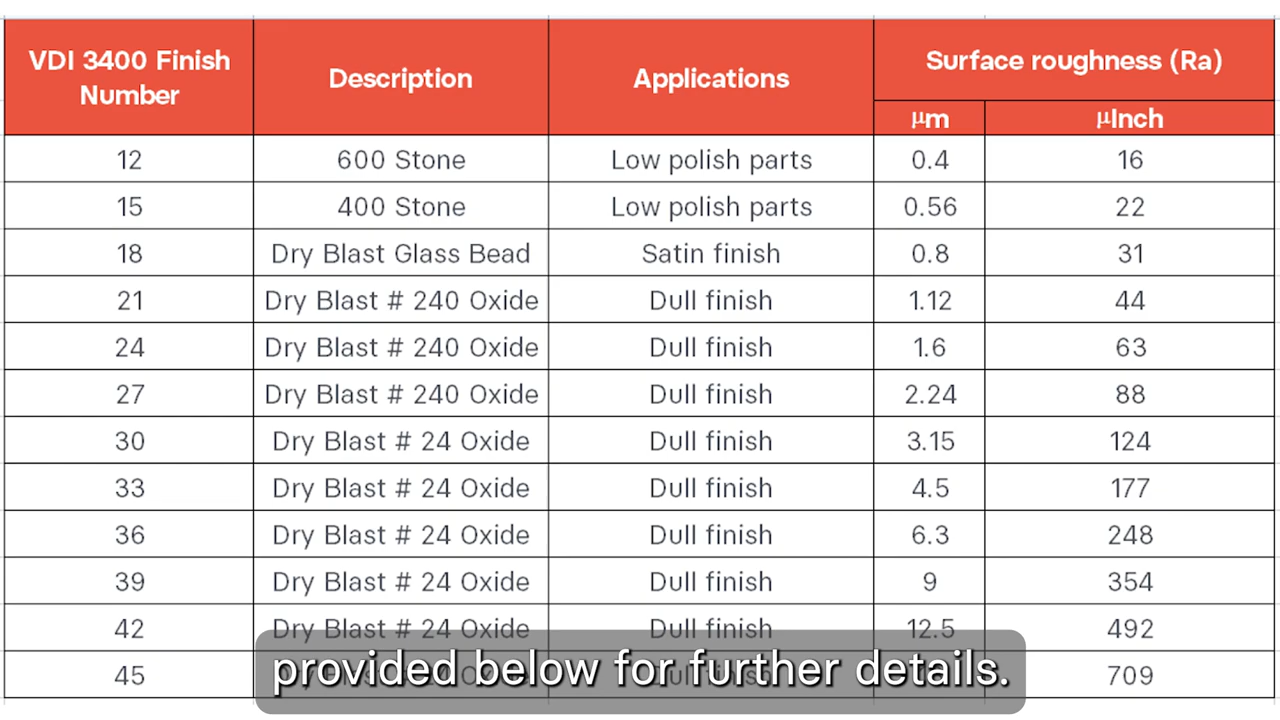 VDI 3400 Finish Number Description Applications Surface roughness (Ra)
μm μInch
12 600 Stone Low polish parts 0.4 16
15 400 Stone Low polish parts 0.56 22
18 Dry Blast Glass Bead Satin finish 0.8 31
21 Dry Blast # 240 Oxide Dull finish 1.12 44
24 Dry Blast # 240 Oxide Dull finish 1.6 63
27 Dry Blast # 240 Oxide Dull finish 2.24 88
30 Dry Blast # 24 Oxide Dull finish 3.15 124
33 Dry Blast # 24 Oxide Dull finish 4.5 177
36 Dry Blast # 24 Oxide Dull finish 6.3 248
39 Dry Blast # 24 Oxide Dull finish 9 354
42 Dry Blast # 24 Oxide Dull finish 12.5 492
45 709
provided below for further details.